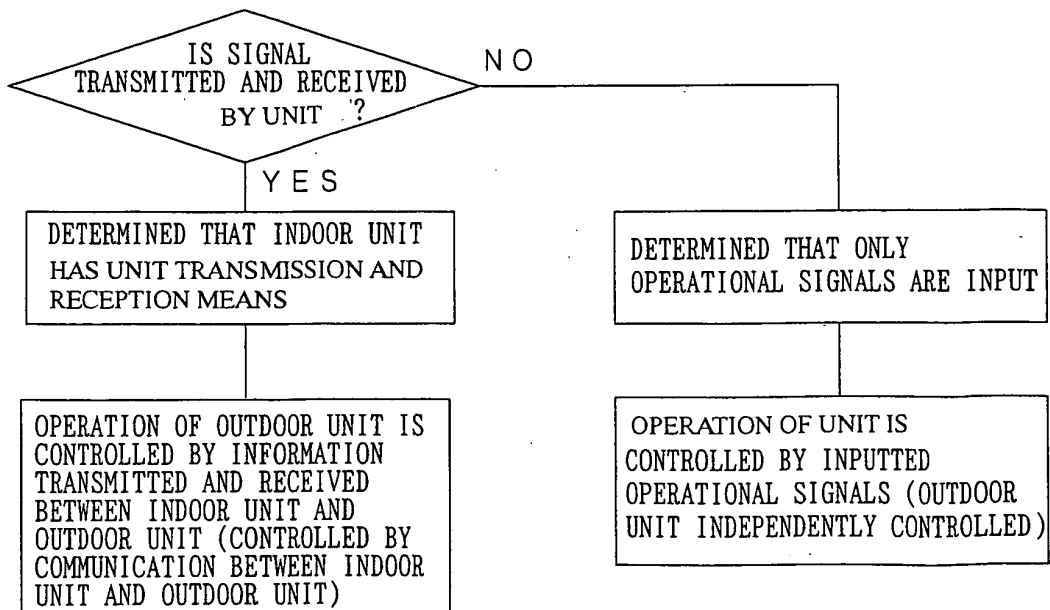 IS SIGNAL
TRANSMITTED AND RECEIVED
BY UNIT ?
NO
YES
DETERMINED THAT INDOOR UNIT
HAS UNIT TRANSMISSION AND
RECEPTION MEANS
DETERMINED THAT ONLY
OPERATIONAL SIGNALS ARE INPUT
OPERATION OF OUTDOOR UNIT IS
CONTROLLED BY INFORMATION
TRANSMITTED AND RECEIVED
BETWEEN INDOOR UNIT AND
OUTDOOR UNIT (CONTROLLED BY
COMMUNICATION BETWEEN INDOOR
UNIT AND OUTDOOR UNIT)
OPERATION OF UNIT IS
CONTROLLED BY INPUTTED
OPERATIONAL SIGNALS (OUTDOOR
UNIT INDEPENDENTLY CONTROLLED)